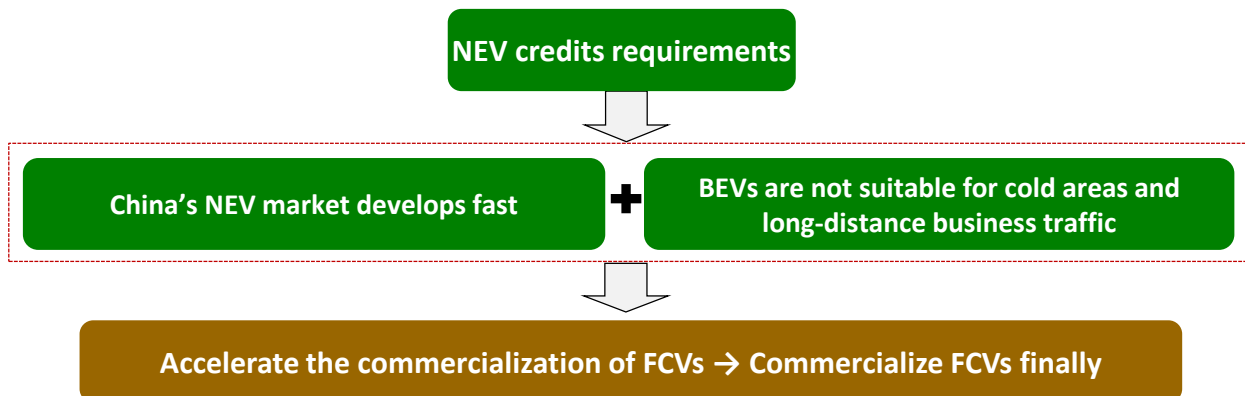 NEV credits requirements
China’s NEV market develops fast
+
BEVs are not suitable for cold areas and
long-distance business traffic
Accelerate the commercialization of FCVs → Commercialize FCVs finally